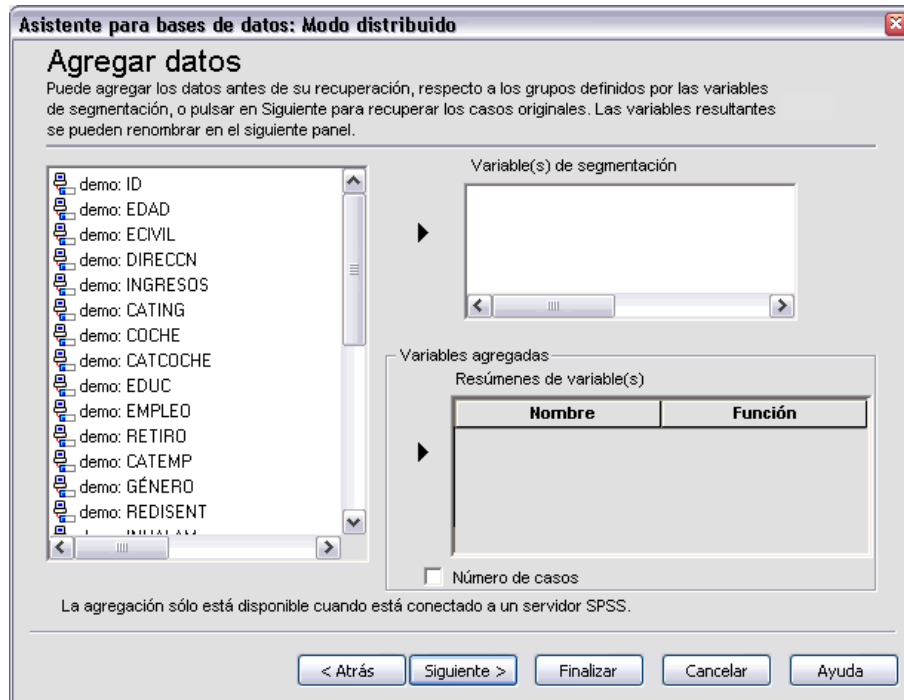 Asistente para bases de datos: Modo distribuido
Agregar datos
Puede agregar los datos antes de su recuperación, respecto a los grupos definidos por las variables
de segmentación, o pulsar en Siguiente para recuperar los casos originales. Las variables resultantes
se pueden renombrar en el siguiente panel.
demo: ID
demo: EDAD
demo: ECIVIL
demo: DIRECCN
demo: INGRESOS
demo: CATING
demo: COCHE
demo: CATCOCHE
demo: EDUC
demo: EMPLEO
demo: RETIRO
demo: CATEMP
demo: GÉNERO
demo: REDISENT
Variable(s) de segmentación
Variables agregadas
Resúmenes de variable(s)
Nombre Función
Número de casos
La agregación sólo está disponible cuando está conectado a un servidor SPSS.
< Atrás Siguiente > Finalizar Cancelar Ayuda